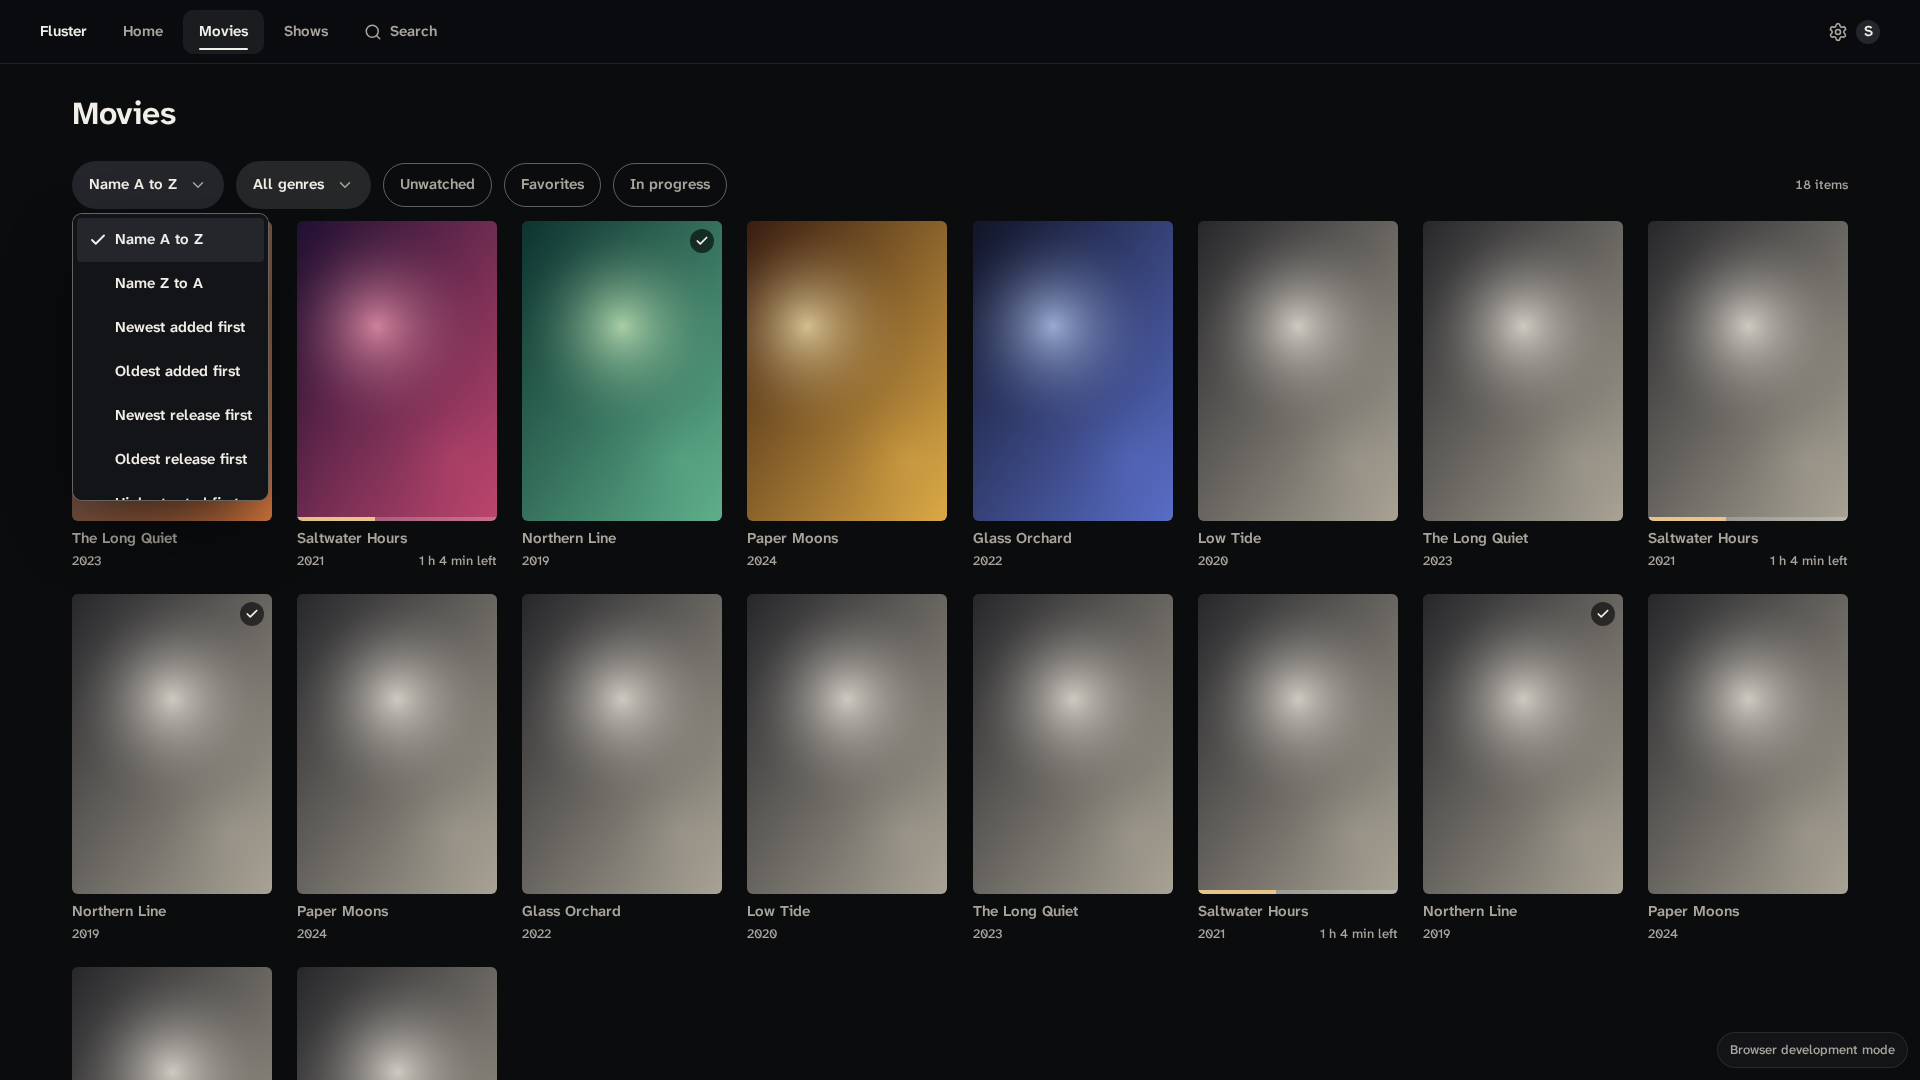 Fluster Home Movies Shows Search S
Movies
Name A to Z All genres Unwatched Favorites In progress 18 items
Name A to Z
Name Z to A
Newest added first
Oldest added first
Newest release first
Oldest release first
The Long Quiet Saltwater Hours Northern Line Paper Moons Glass Orchard Low Tide The Long Quiet Saltwater Hours
2023 2021 1 h 4 min left 2019 2024 2022 2020 2023 2021 1 h 4 min left
Northern Line Paper Moons Glass Orchard Low Tide The Long Quiet Saltwater Hours Northern Line Paper Moons
2019 2024 2022 2020 2023 2021 1 h 4 min left 2019 2024
Browser development mode